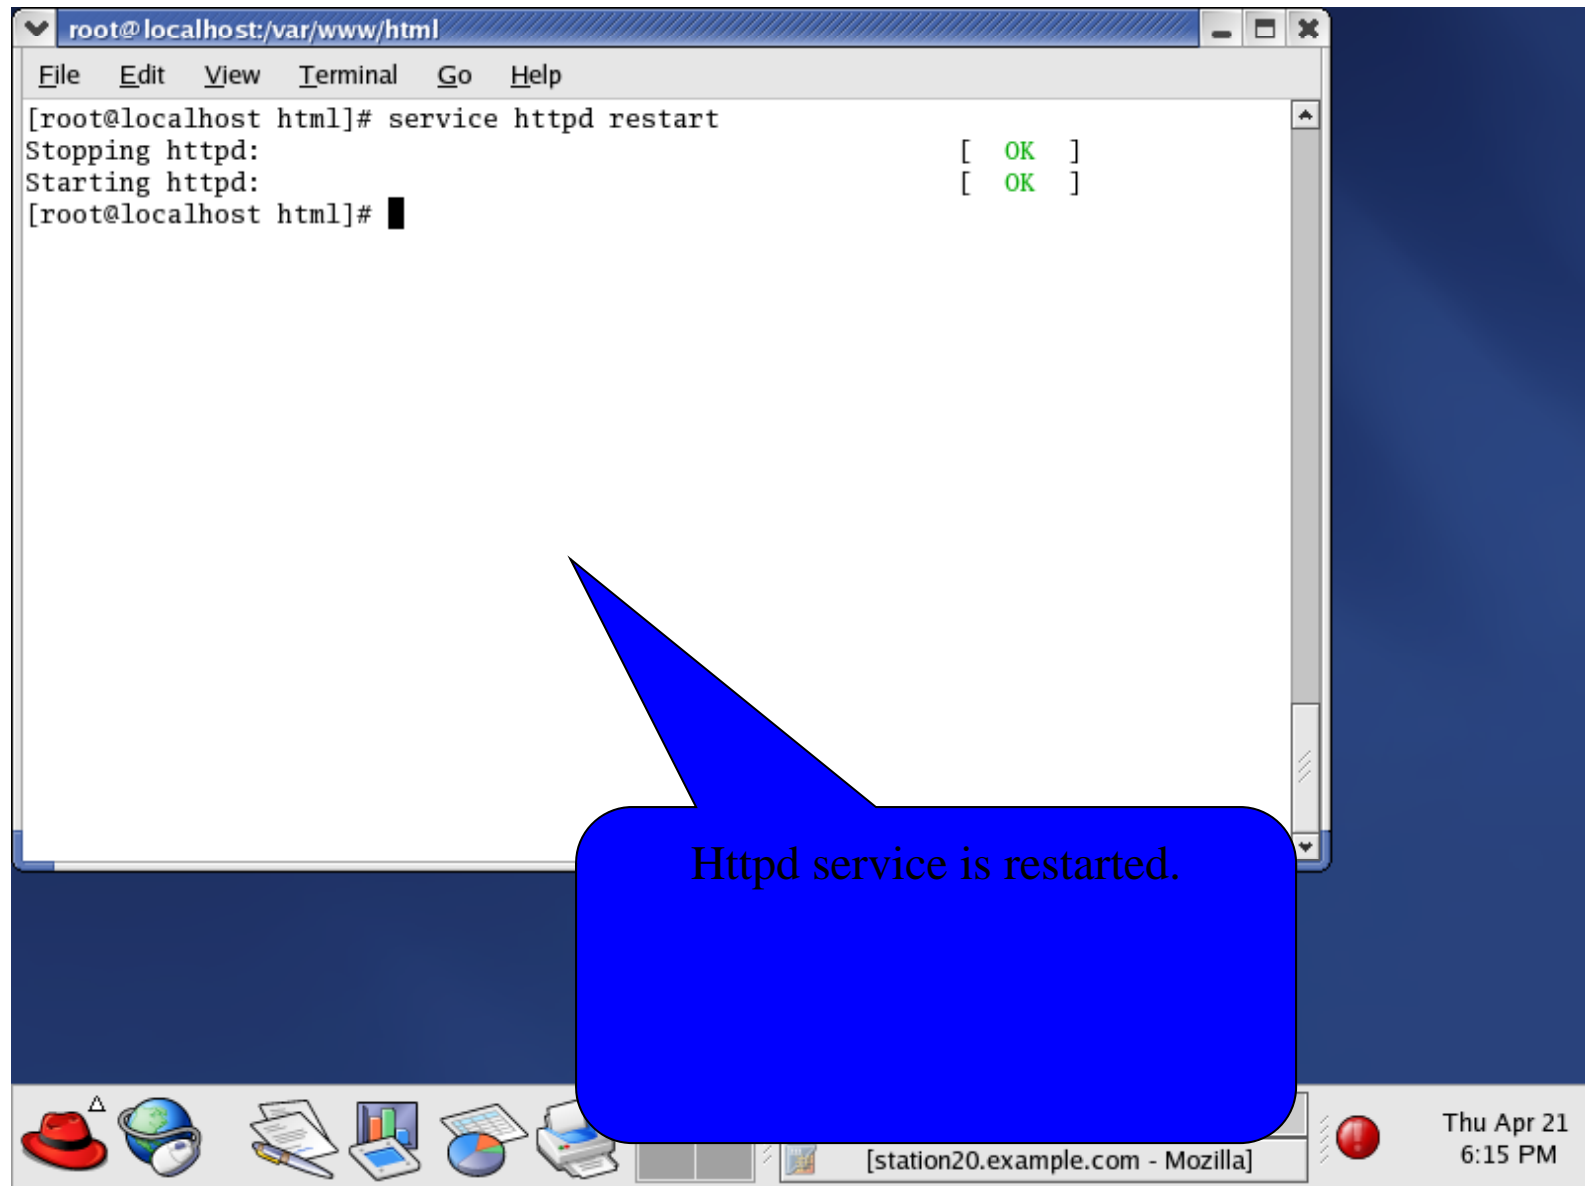 root@localhost:/var/www/html
File Edit View Terminal Go Help
[root@localhost html]# service httpd restart
Stopping httpd: [ OK ]
Starting httpd: [ OK ]
[root@localhost html]#
Httpd service is restarted.
[station20.example.com - Mozilla]
Thu Apr 21
6:15 PM